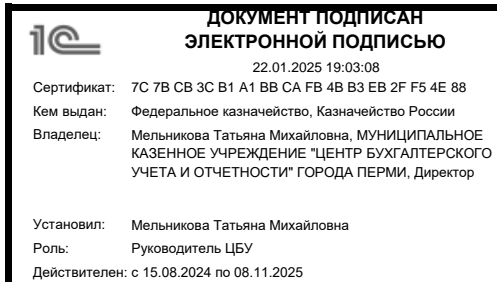 1С
ДОКУМЕНТ ПОДПИСАН
ЭЛЕКТРОННОЙ ПОДПИСЬЮ
22.01.2025 19:03:08
Сертификат: 7C 7B CB 3C B1 A1 BB CA FB 4B B3 EB 2F F5 4E 88
Кем выдан: Федеральное казначейство, Казначейство России
Владелец: Мельникова Татьяна Михайловна, МУНИЦИПАЛЬНОЕ
КАЗЕННОЕ УЧРЕЖДЕНИЕ "ЦЕНТР БУХГАЛТЕРСКОГО
УЧЕТА И ОТЧЕТНОСТИ" ГОРОДА ПЕРМИ, Директор
Установил: Мельникова Татьяна Михайловна
Роль: Руководитель ЦБУ
Действителен: с 15.08.2024 по 08.11.2025